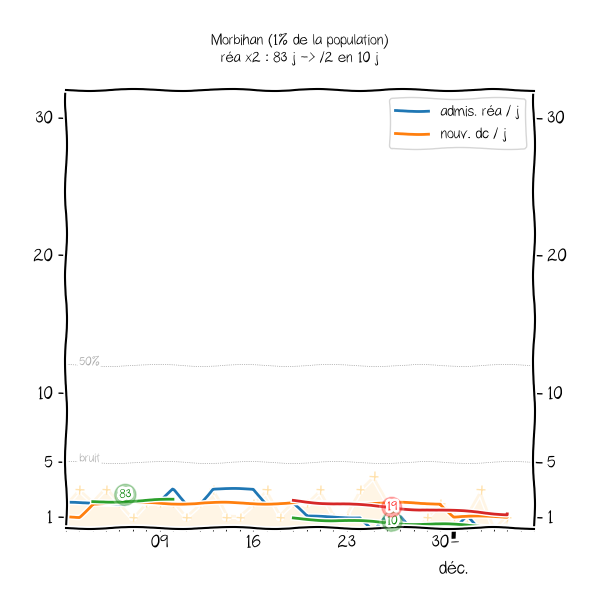 Morbihan (1% de la population)
réa x2 : 83 j -> /2 en 10 j
admis. réa / j
nouv. dc / j
30 30
20 20
50%
10 10
bruit
5 5
83
19
10
1 1
09 16 23 30
déc.